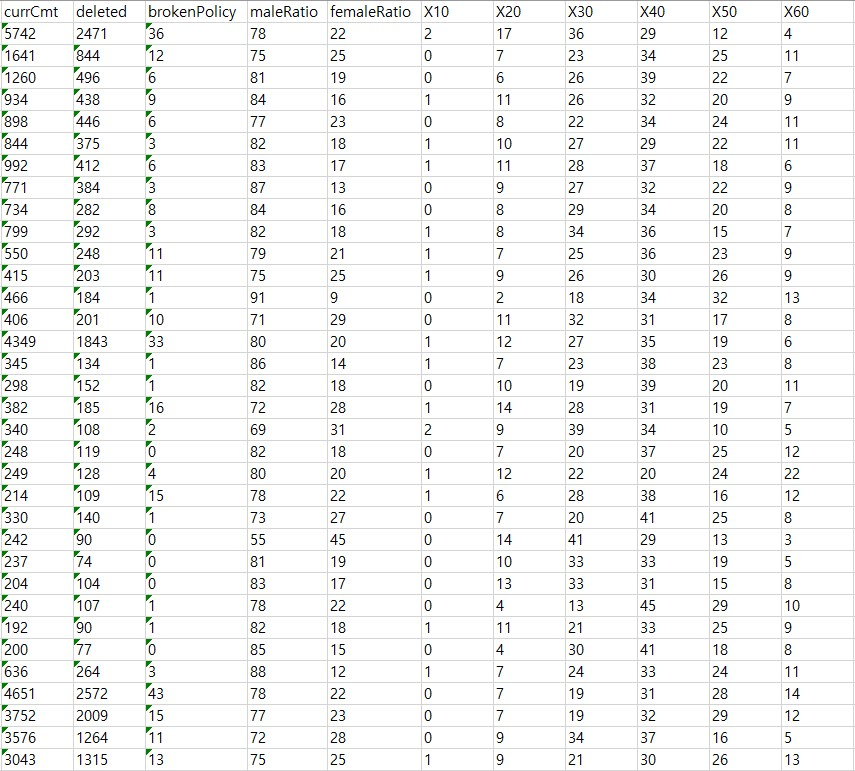 currCmt deleted brokenPolicy maleRatio femaleRatio X10 X20 X30 X40 X50 X60
5742 2471 36 78 22 2 17 36 29 12 4
1641 844 12 75 25 0 7 23 34 25 11
1260 496 6 81 19 0 6 26 39 22 7
934 438 9 84 16 1 11 26 32 20 9
898 446 6 77 23 0 8 22 34 24 11
844 375 3 82 18 1 10 27 29 22 11
992 412 6 83 17 1 11 28 37 18 6
771 384 3 87 13 0 9 27 32 22 9
734 282 8 84 16 0 8 29 34 20 8
799 292 3 82 18 1 8 34 36 15 7
550 248 11 79 21 1 7 25 36 23 9
415 203 11 75 25 1 9 26 30 26 9
466 184 1 91 9 0 2 18 34 32 13
406 201 10 71 29 0 11 32 31 17 8
4349 1843 33 80 20 1 12 27 35 19 6
345 134 1 86 14 1 7 23 38 23 8
298 152 1 82 18 0 10 19 39 20 11
382 185 16 72 28 1 14 28 31 19 7
340 108 2 69 31 2 9 39 34 10 5
248 119 0 82 18 0 7 20 37 25 12
249 128 4 80 20 1 12 22 20 24 22
214 109 15 78 22 1 6 28 38 16 12
330 140 1 73 27 0 7 20 41 25 8
242 90 0 55 45 0 14 41 29 13 3
237 74 0 81 19 0 10 33 33 19 5
204 104 0 83 17 0 13 33 31 15 8
240 107 1 78 22 0 4 13 45 29 10
192 90 1 82 18 1 11 21 33 25 9
200 77 0 85 15 0 4 30 41 18 8
636 264 3 88 12 1 7 24 33 24 11
4651 2572 43 78 22 0 7 19 31 28 14
3752 2009 15 77 23 0 7 19 32 29 12
3576 1264 11 72 28 0 9 34 37 16 5
3043 1315 13 75 25 1 9 21 30 26 13